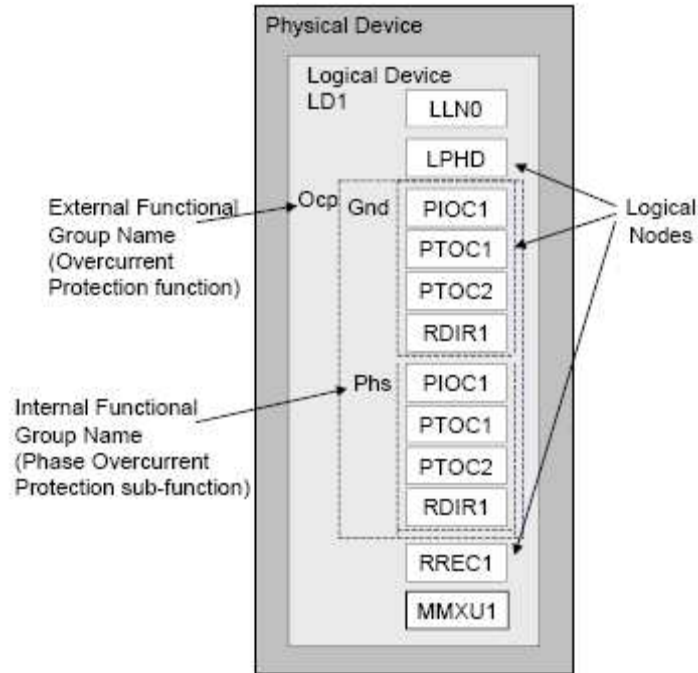 Physical Device
Logical Device
LD1
LLN0
LPHD
Ocp
Gnd
PIOC1
PTOC1
PTOC2
RDIR1
Phs
PIOC1
PTOC1
PTOC2
RDIR1
RREC1
MMXU1
External Functional
Group Name
(Overcurrent
Protection function)
Internal Functional
Group Name
(Phase Overcurrent
Protection sub-function)
Logical
Nodes